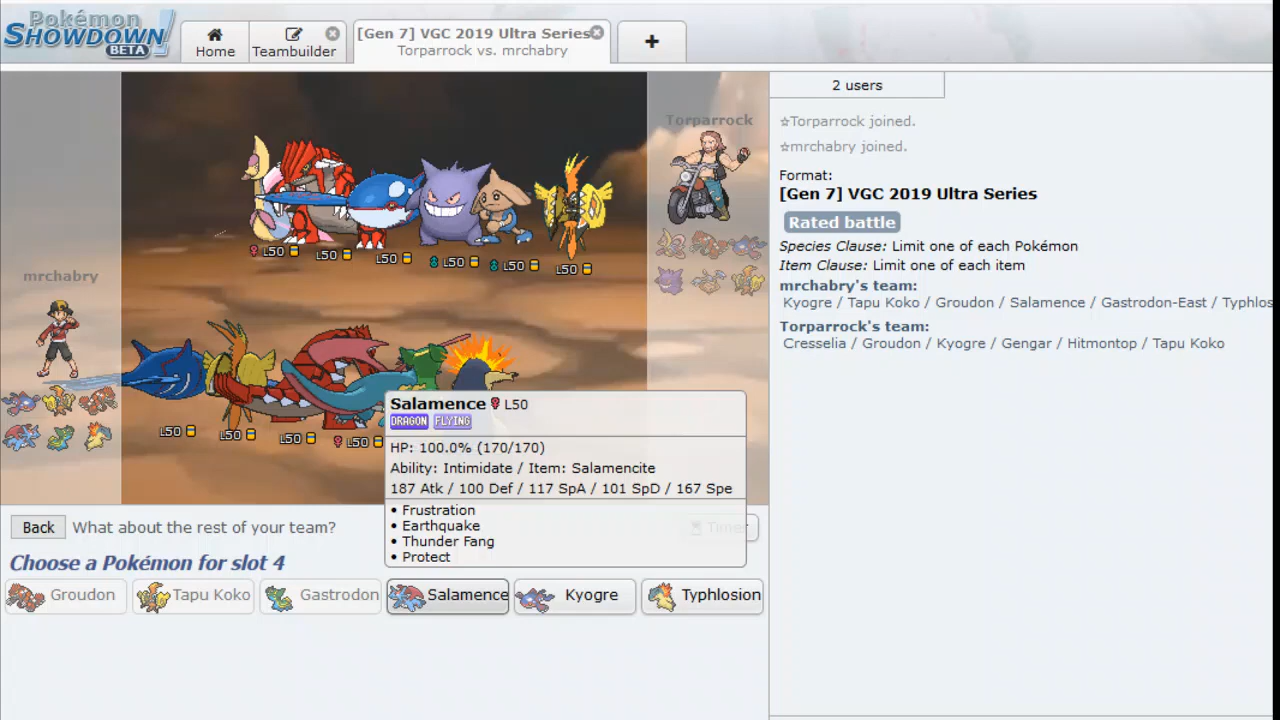 Pokémon
SHOWDOWN!
BETA
Home
Teambuilder
[Gen 7] VGC 2019 Ultra Series
Torparrock vs. mrchabry
2 users
☆Torparrock joined.
☆mrchabry joined.
Format:
[Gen 7] VGC 2019 Ultra Series
Rated battle
Species Clause: Limit one of each Pokémon
Item Clause: Limit one of each item
mrchabry's team:
Kyogre / Tapu Koko / Groudon / Salamence / Gastrodon-East / Typhlos
Torparrock's team:
Cresselia / Groudon / Kyogre / Gengar / Hitmontop / Tapu Koko
Torparrock
L50 L50 L50 L50 L50 L50
mrchabry
L50 L50 L50 L50
Salamence L50
DRAGON FLYING
HP: 100.0% (170/170)
Ability: Intimidate / Item: Salamencite
187 Atk / 100 Def / 117 SpA / 101 SpD / 167 Spe
• Frustration
• Earthquake
• Thunder Fang
• Protect
Back What about the rest of your team?
Timer
Choose a Pokémon for slot 4
Groudon Tapu Koko Gastrodon Salamence Kyogre Typhlosion